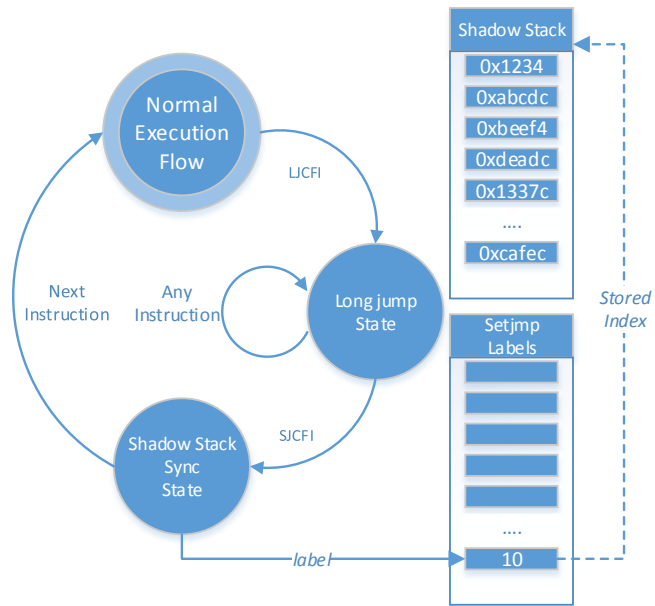 Shadow Stack
0x1234
0xabcdc
0xbeef4
0xdeadc
0x1337c
....
0xcafec
Normal
Execution
Flow
LJCFI
Next
Instruction
Any
Instruction
Long jump
State
Stored
Index
Setjmp
Labels
SJCFI
Shadow Stack
Sync
State
....
label
10